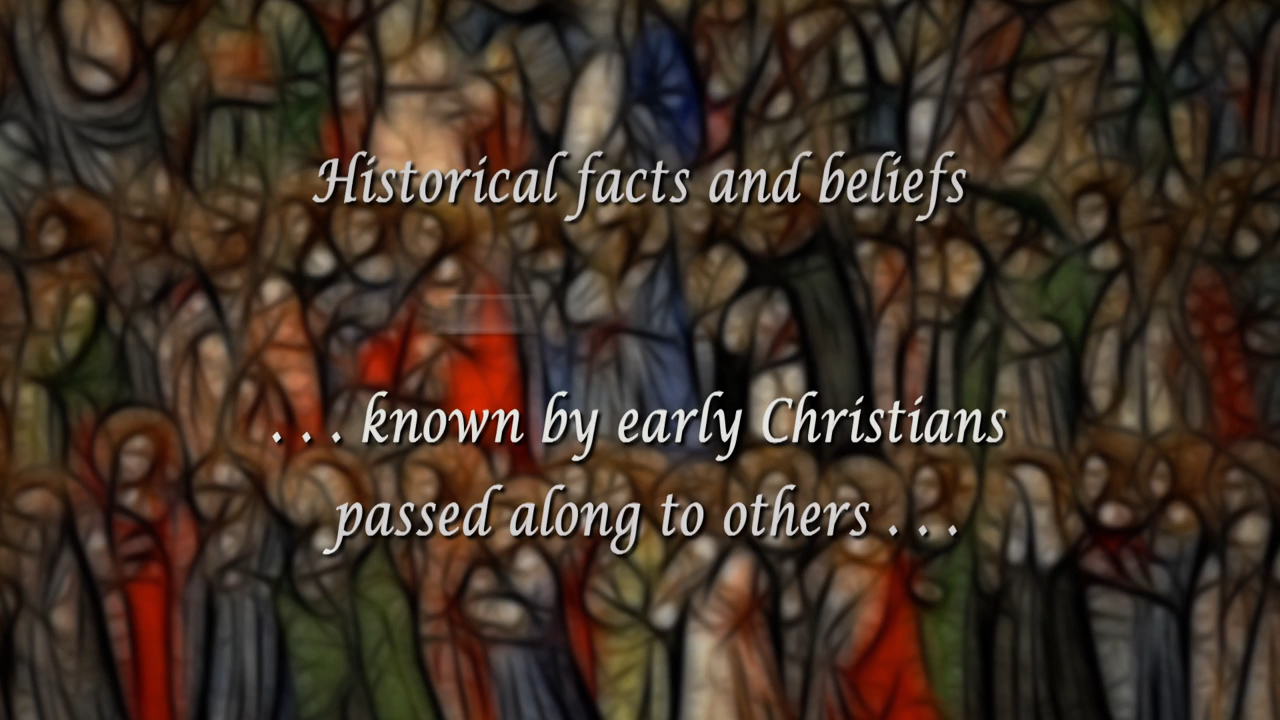 Historical facts and beliefs
. . . known by early Christians
passed along to others . . .